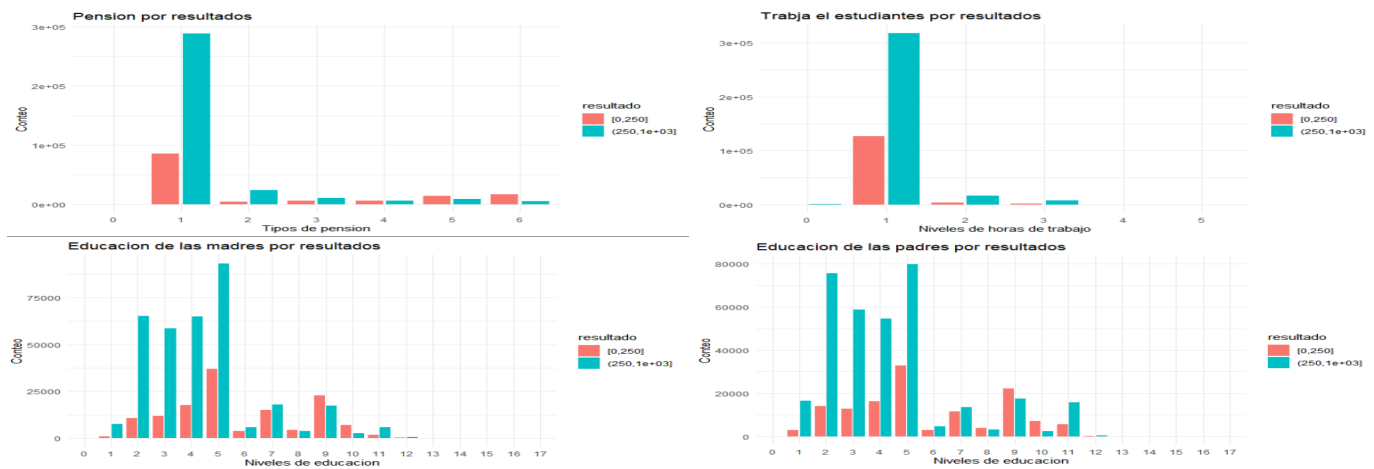 Pension por resultados
3e+05
2e+05
1e+05
0e+00
Conteo
0 1 2 3 4 5 6
Tipos de pension
resultado
[0,250]
(250,1e+03]
Trabja el estudiantes por resultados
3e+05
2e+05
1e+05
0e+00
Conteo
0 1 2 3 4 5
Niveles de horas de trabajo
resultado
[0,250]
(250,1e+03]
Educacion de las madres por resultados
75000
50000
25000
0
Conteo
0 1 2 3 4 5 6 7 8 9 10 11 12 13 14 15 16 17
Niveles de educacion
resultado
[0,250]
(250,1e+03]
Educacion de las padres por resultados
80000
60000
40000
20000
0
Conteo
0 1 2 3 4 5 6 7 8 9 10 11 12 13 14 15 16 17
Niveles de educacion
resultado
[0,250]
(250,1e+03]